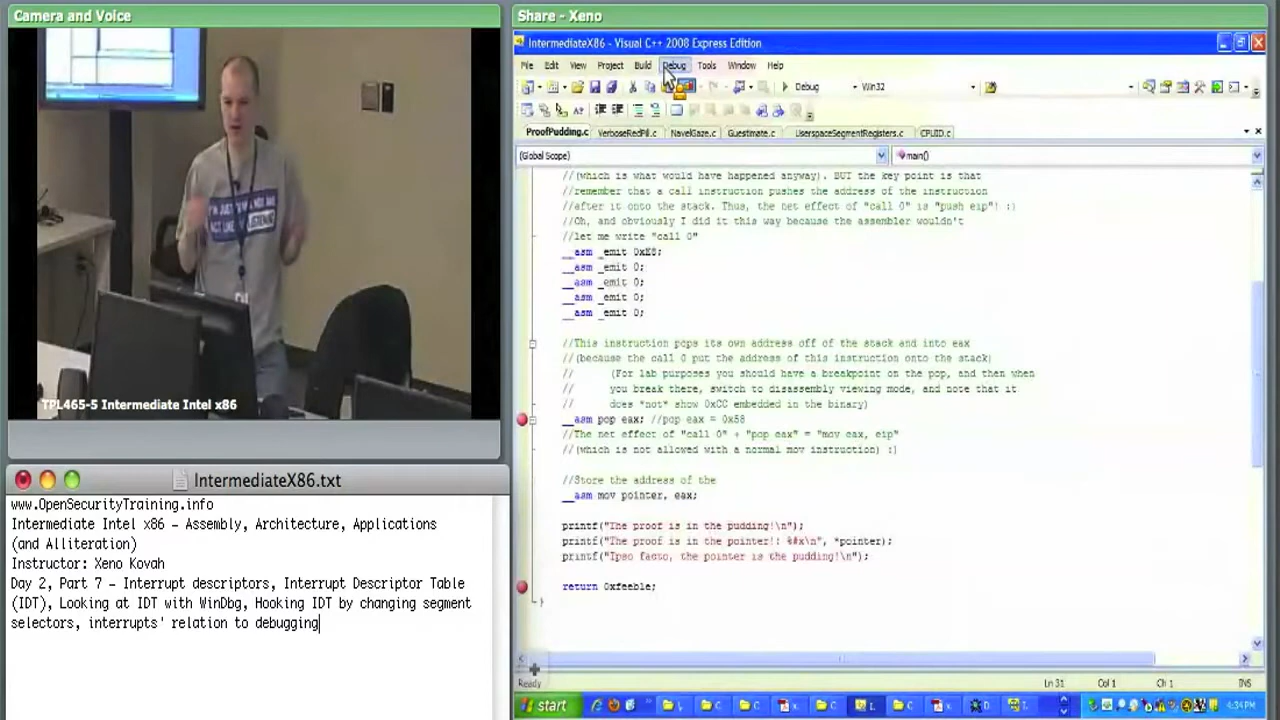 Camera and Voice
TPL465-5 Intermediate Intel x86
IntermediateX86.txt
www.OpenSecurityTraining.info
Intermediate Intel x86 – Assembly, Architecture, Applications
(and Alliteration)
Instructor: Xeno Kovah
Day 2, Part 7 – Interrupt descriptors, Interrupt Descriptor Table
(IDT), Looking at IDT with WinDbg, Hooking IDT by changing segment
selectors, interrupts' relation to debugging
Share - Xeno
IntermediateX86 - Visual C++ 2008 Express Edition
File Edit View Project Build Debug Tools Window Help
Debug Win32
ProofPudding.c VerboseRedPill.c NavelGaze.c Guestimate.c UserspaceSegmentRegisters.c CPUID.c
(Global Scope) main()
//(which is what would have happened anyway). BUT the key point is that
//remember that a call instruction pushes the address of the instruction
//after it onto the stack. Thus, the net effect of "call 0" is "push eip"! :)
//Oh, and obviously I did it this way because the assembler wouldn't
//let me write "call 0"
__asm _emit 0xE8;
__asm _emit 0;
__asm _emit 0;
__asm _emit 0;
__asm _emit 0;
//This instruction pops its own address off of the stack and into eax
//(because the call 0 put the address of this instruction onto the stack)
// (For lab purposes you should have a breakpoint on the pop, and then when
// you break there, switch to disassembly viewing mode, and note that it
// does *not* show 0xCC embedded in the binary)
__asm pop eax; //pop eax = 0x58
//The net effect of "call 0" + "pop eax" = "mov eax, eip"
//(which is not allowed with a normal mov instruction) :)
//Store the address of the
__asm mov pointer, eax;
printf("The proof is in the pudding!\n");
printf("The proof is in the pointer!: %#x\n", *pointer);
printf("Ipso facto, the pointer is the pudding!\n");
return 0xfeeble;
}
Ready Ln 31 Col 1 Ch 1 INS
start 4:34 PM